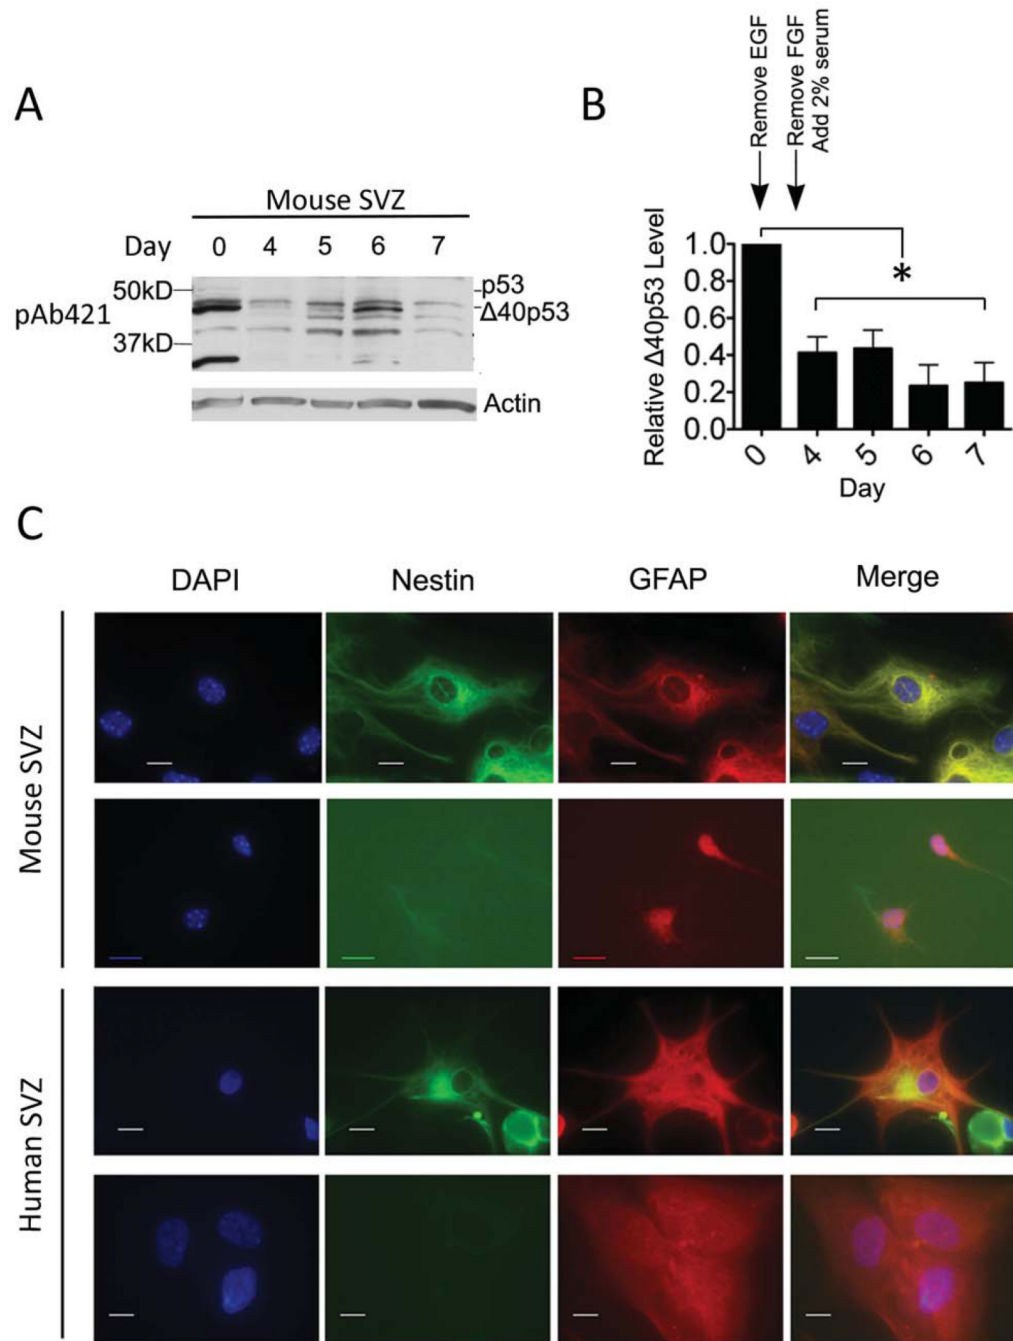 A
Mouse SVZ
Day 0 4 5 6 7
pAb421
50kD
37kD
p53
Δ40p53
Actin
B
Remove EGF
Remove FGF
Add 2% serum
Relative Δ40p53 Level
1.0
0.8
0.6
0.4
0.2
0.0
*
0 4 5 6 7
Day
C
DAPI Nestin GFAP Merge
Mouse SVZ
Human SVZ